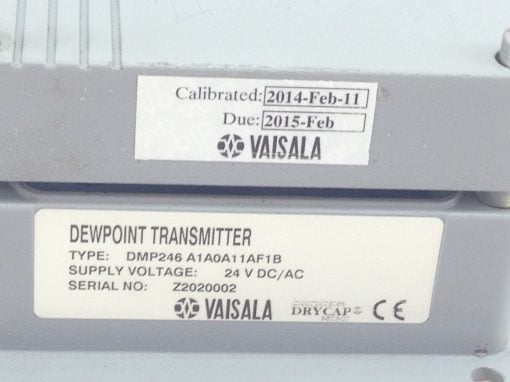 Calibrated: 2014-Feb-11
Due: 2015-Feb
VAISALA
DEWPOINT TRANSMITTER
TYPE: DMP246 A1A0A11AF1B
SUPPLY VOLTAGE: 24 V DC/AC
SERIAL NO: Z2020002
VAISALA DRYCAP® CE